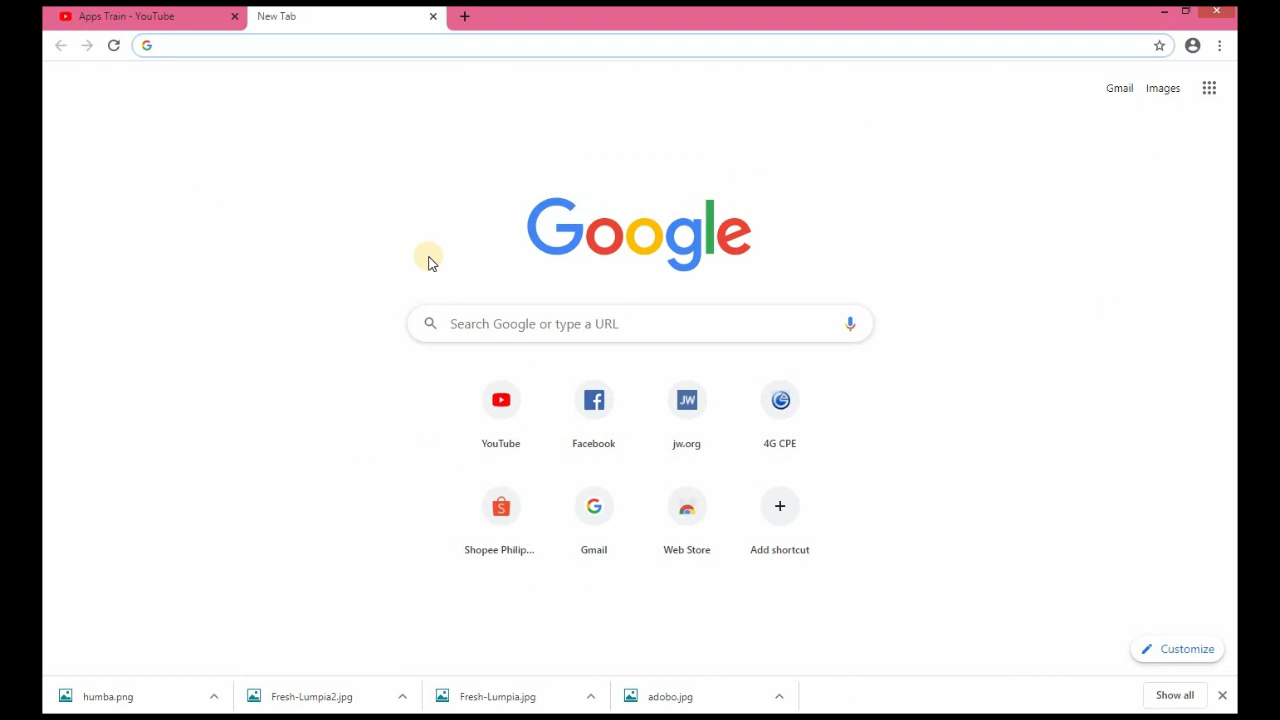 Apps Train - YouTube
New Tab
Gmail Images
Google
Search Google or type a URL
YouTube Facebook jw.org 4G CPE
Shopee Philip... Gmail Web Store Add shortcut
Customize
humba.png Fresh-Lumpia2.jpg Fresh-Lumpia.jpg adobo.jpg Show all